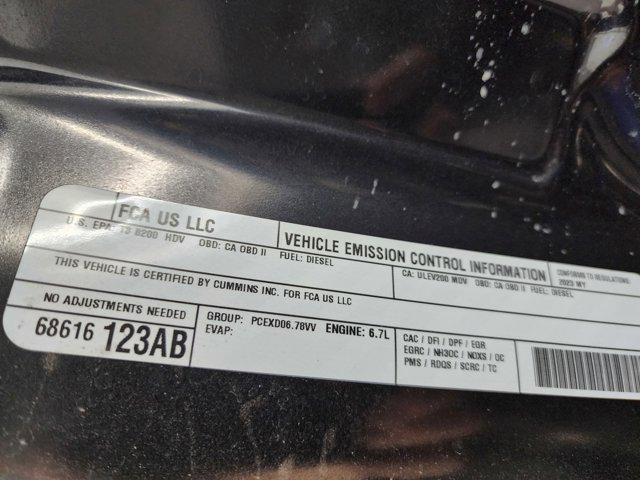 FCA US LLC
VEHICLE EMISSION CONTROL INFORMATION
CONFORMS TO REGULATIONS:
2023 MY
U.S. EPA: T3 B200 HDV OBD: CA OBD II FUEL: DIESEL
CA: ULEV200 MDV OBD: CA OBD II FUEL: DIESEL
THIS VEHICLE IS CERTIFIED BY CUMMINS INC. FOR FCA US LLC
NO ADJUSTMENTS NEEDED
68616 123AB
GROUP: PCEXD06.78VV ENGINE: 6.7L
EVAP:
CAC / DFI / DPF / EGR
EGRC / NH3OC / NOXS / OC
PMS / RDQS / SCRC / TC